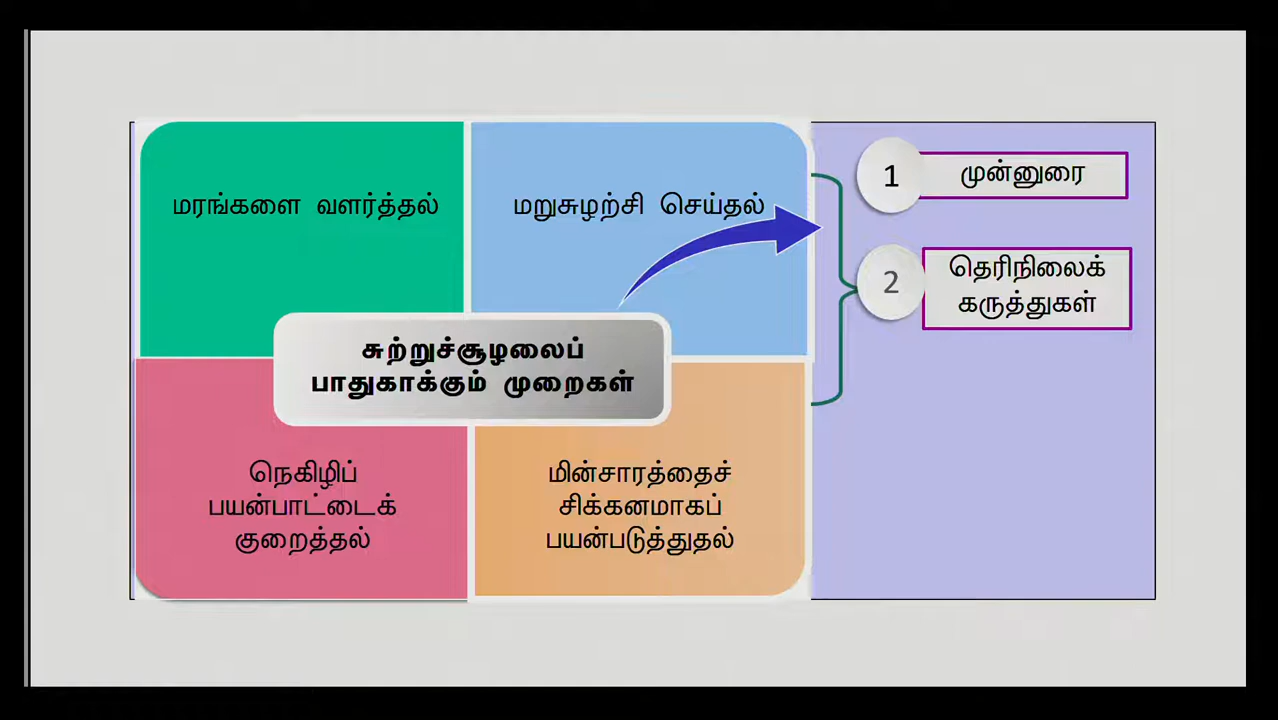 மரங்களை வளர்த்தல்
மறுசுழற்சி செய்தல்
சுற்றுச்சூழலைப்
பாதுகாக்கும் முறைகள்
நெகிழிப்
பயன்பாட்டைக்
குறைத்தல்
மின்சாரத்தைச்
சிக்கனமாகப்
பயன்படுத்துதல்
1
முன்னுரை
2
தெரிநிலைக்
கருத்துகள்